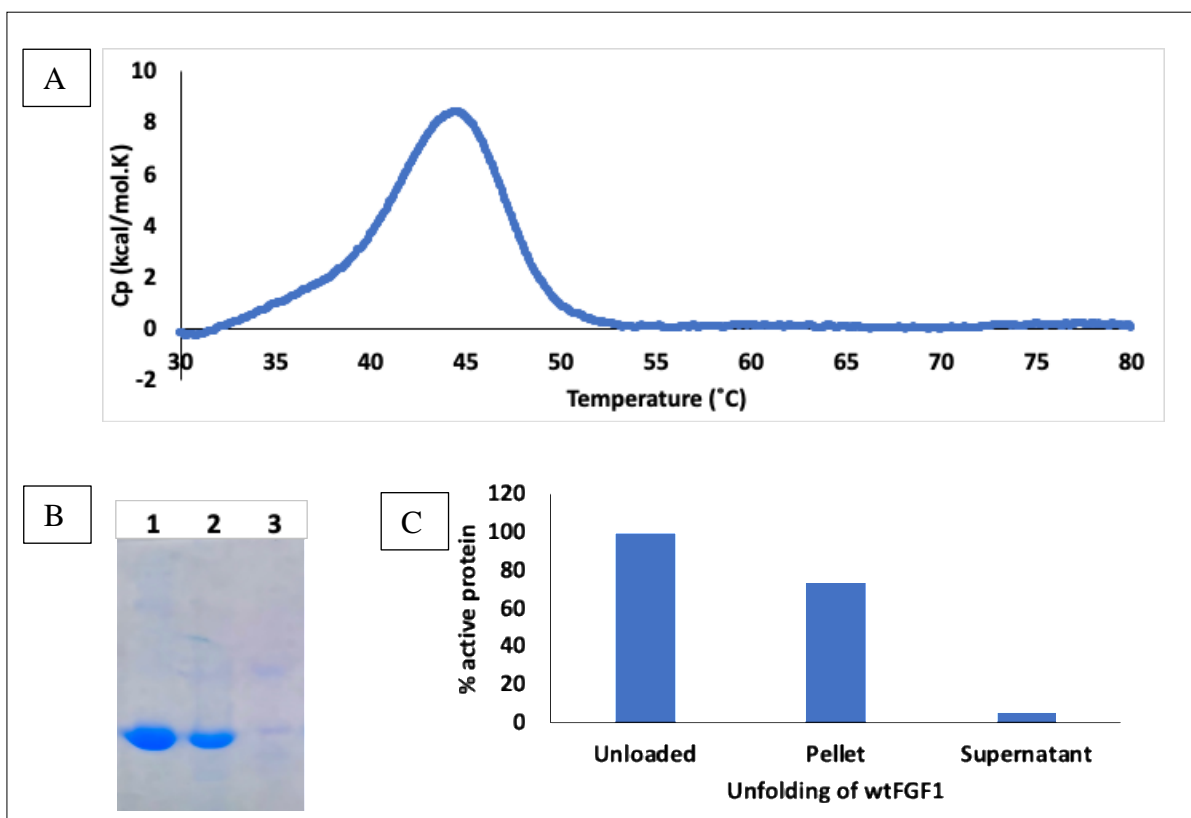 A
10
8
6
4
2
0
-2
Cp (kcal/mol.K)
30 35 40 45 50 55 60 65 70 75 80
Temperature (˚C)
B
1 2 3
C
120
100
80
60
40
20
0
% active protein
Unloaded Pellet Supernatant
Unfolding of wtFGF1